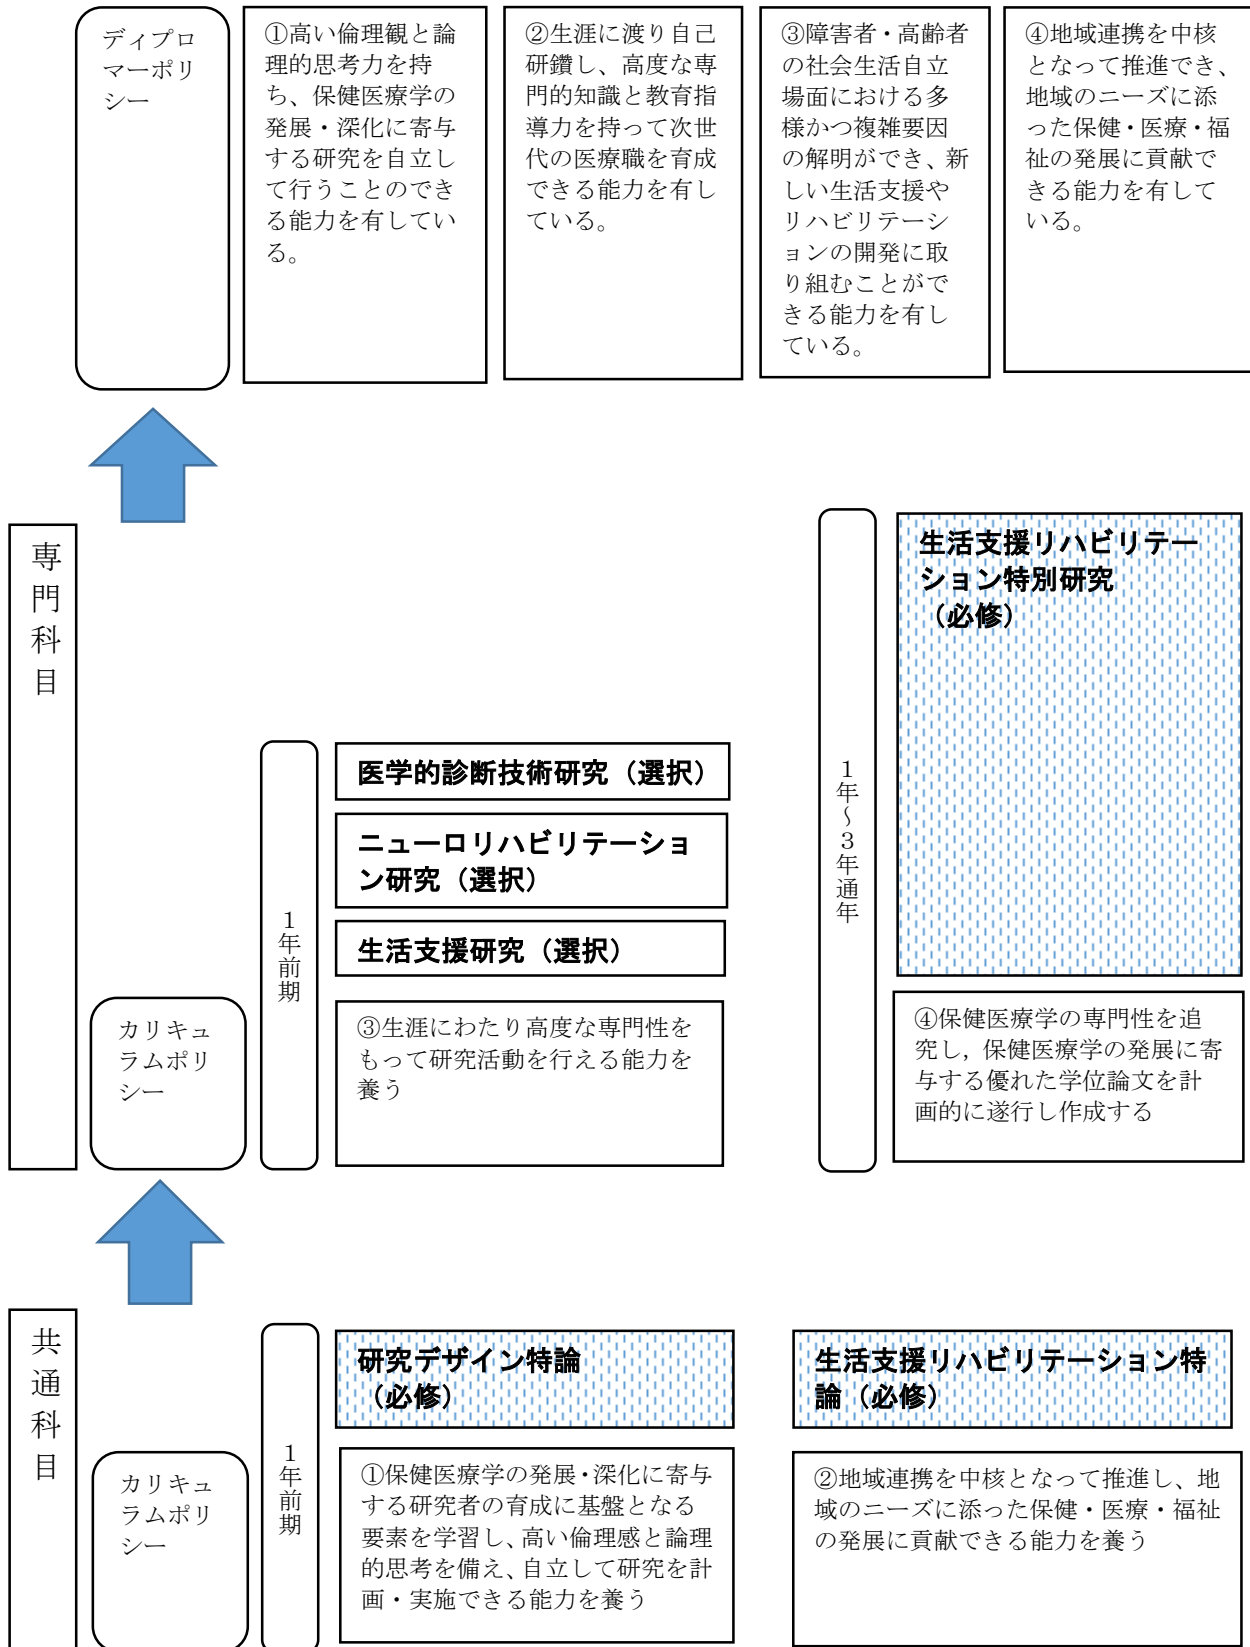 ディプロ
マーポリ
シー
①高い倫理観と論
理的思考力を持
ち、保健医療学の
発展・深化に寄与
する研究を自立し
て行うことのでき
る能力を有してい
る。
②生涯に渡り自己
研鑽し、高度な専
門的知識と教育指
導力を持って次世
代の医療職を育成
できる能力を有し
ている。
③障害者・高齢者
の社会生活自立
場面における多
様かつ複雑要因
の解明ができ、新
しい生活支援や
リハビリテーシ
ョンの開発に取
り組むことがで
きる能力を有し
ている。
④地域連携を中核
となって推進でき、
地域のニーズに添
った保健・医療・福
祉の発展に貢献で
きる能力を有して
いる。
専門科目
カリキュ
ラムポリ
シー
1年前期
医学的診断技術研究（選択）
ニューロリハビリテーショ
ン研究（選択）
生活支援研究（選択）
③生涯にわたり高度な専門性を
もって研究活動を行える能力を
養う
1年～3年通年
生活支援リハビリテー
ション特別研究
（必修）
④保健医療学の専門性を追
究し，保健医療学の発展に寄
与する優れた学位論文を計
画的に遂行し作成する
共通科目
カリキュ
ラムポリ
シー
1年前期
研究デザイン特論
（必修）
①保健医療学の発展・深化に寄与
する研究者の育成に基盤となる
要素を学習し、高い倫理感と論理
的思考を備え、自立して研究を計
画・実施できる能力を養う
生活支援リハビリテーション特
論（必修）
②地域連携を中核となって推進し、地
域のニーズに添った保健・医療・福祉
の発展に貢献できる能力を養う